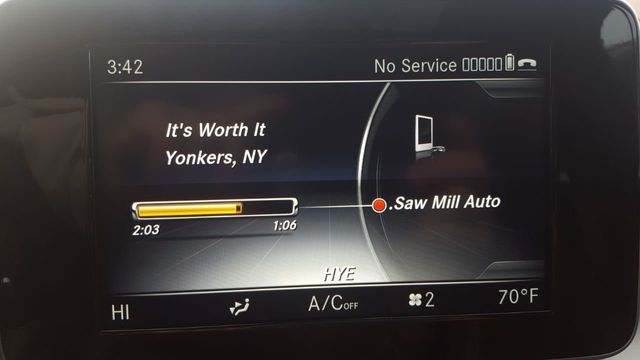 3:42 No Service
It's Worth It
Yonkers, NY
.Saw Mill Auto
2:03 1:06
HYE
HI A/C OFF 2 70°F